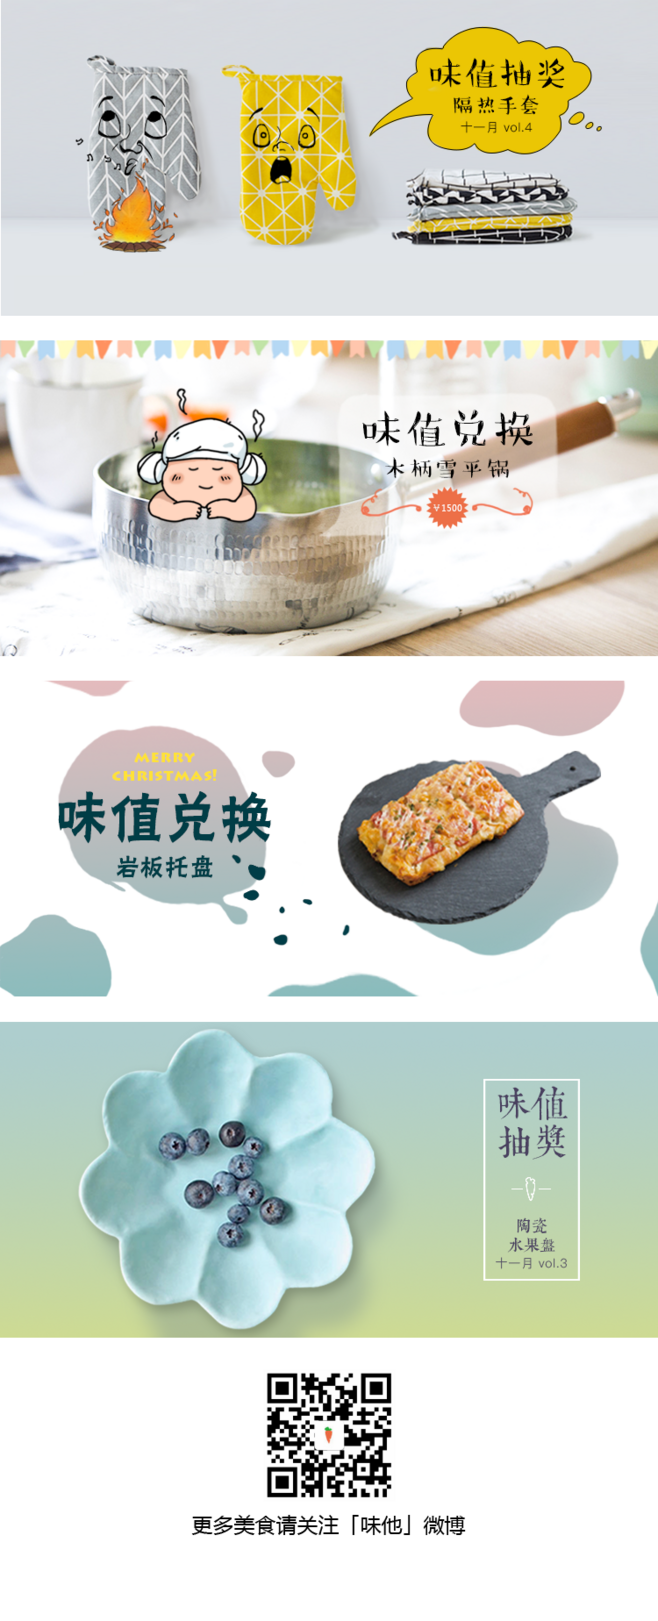 味值抽奖
隔热手套
十一月 vol.4
味值兑换
木柄雪平锅
¥1500
MERRY
CHRISTMAS!
味值兑换
岩板托盘
味值
抽獎
陶瓷
水果盘
十一月 vol.3
更多美食请关注「味他」微博